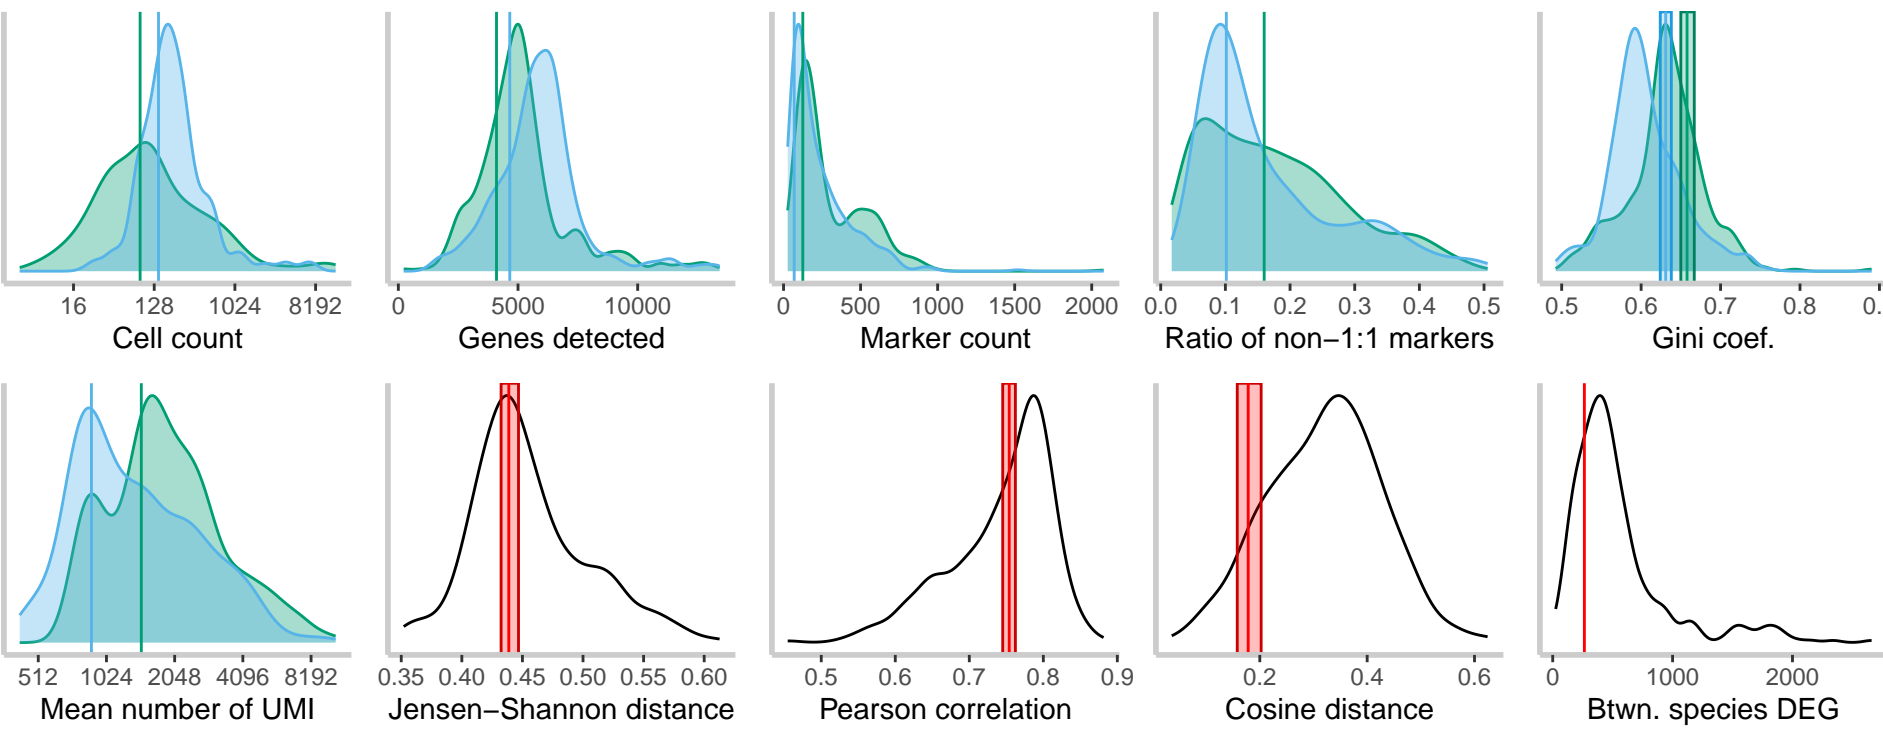 16 128 1024 8192
Cell count
0 5000 10000
Genes detected
0 500 1000 1500 2000
Marker count
0.0 0.1 0.2 0.3 0.4 0.5
Ratio of non−1:1 markers
0.5 0.6 0.7 0.8 0.
Gini coef.
512 1024 2048 4096 8192
Mean number of UMI
0.35 0.40 0.45 0.50 0.55 0.60
Jensen−Shannon distance
0.5 0.6 0.7 0.8 0.9
Pearson correlation
0.2 0.4 0.6
Cosine distance
0 1000 2000
Btwn. species DEG